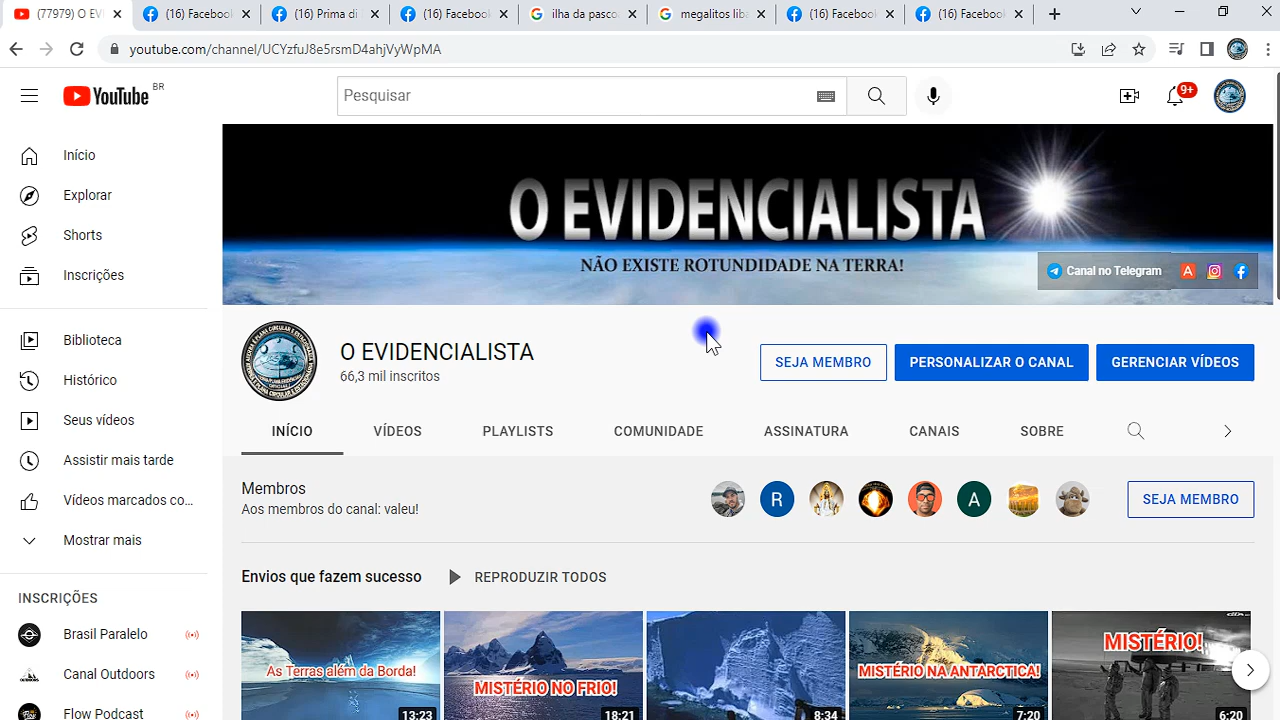 (77979) O EVI
(16) Facebook
(16) Prima di
(16) Facebook
ilha da pasco
megalitos liba
(16) Facebook
(16) Facebook
youtube.com/channel/UCYzfuJ8e5rsmD4ahjVyWpMA
YouTube BR
Pesquisar
9+
Início
Explorar
Shorts
Inscrições
Biblioteca
Histórico
Seus vídeos
Assistir mais tarde
Vídeos marcados co...
Mostrar mais
INSCRIÇÕES
Brasil Paralelo
Canal Outdoors
Flow Podcast
O EVIDENCIALISTA
NÃO EXISTE ROTUNDIDADE NA TERRA!
Canal no Telegram
O EVIDENCIALISTA
66,3 mil inscritos
SEJA MEMBRO
PERSONALIZAR O CANAL
GERENCIAR VÍDEOS
INÍCIO
VÍDEOS
PLAYLISTS
COMUNIDADE
ASSINATURA
CANAIS
SOBRE
Membros
Aos membros do canal: valeu!
R
A
SEJA MEMBRO
Envios que fazem sucesso
REPRODUZIR TODOS
As Terras além da Borda!
13:23
MISTÉRIO NO FRIO!
18:21
8:34
MISTÉRIO NA ANTARCTICA!
7:20
MISTÉRIO!
6:20